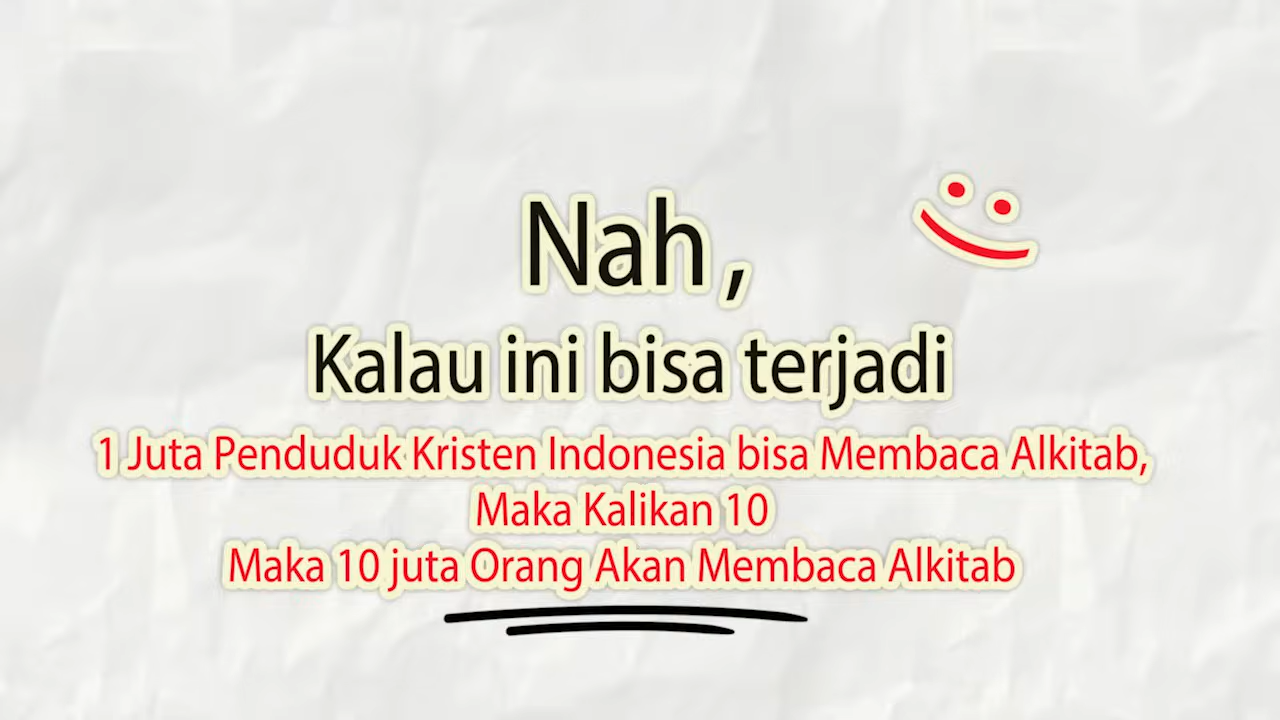 Nah,
Kalau ini bisa terjadi
1 Juta Penduduk Kristen Indonesia bisa Membaca Alkitab,
Maka Kalikan 10
Maka 10 juta Orang Akan Membaca Alkitab